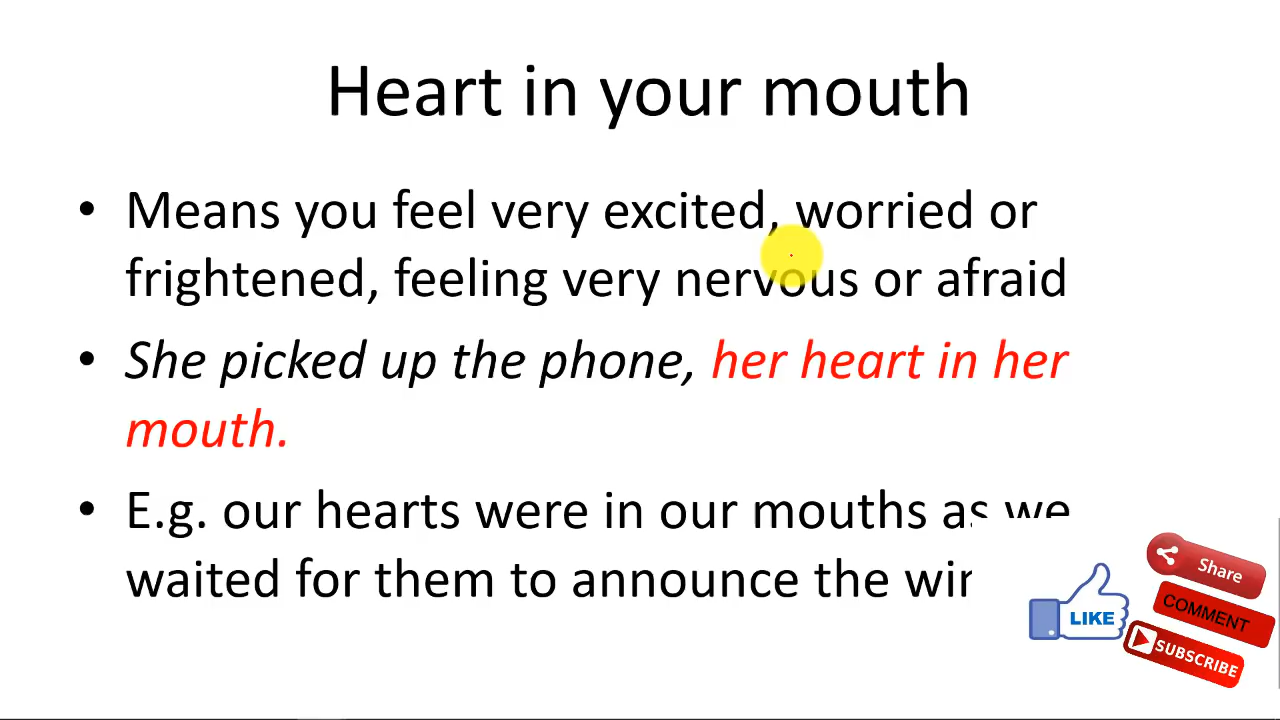 Heart in your mouth
• Means you feel very excited, worried or
frightened, feeling very nervous or afraid
• She picked up the phone, her heart in her
mouth.
• E.g. our hearts were in our mouths as we
waited for them to announce the
Share
LIKE
COMMENT
SUBSCRIBE